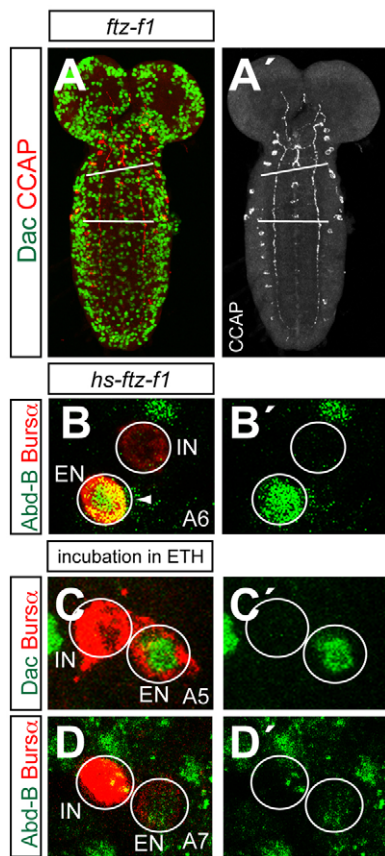 ftz-f1
Dac CCAP
A
A´
CCAP
hs-ftz-f1
Abd-B Bursα
B
IN
EN
A6
B´
incubation in ETH
Dac Bursα
C
IN
EN
A5
C´
Abd-B Bursα
D
IN
EN
A7
D´